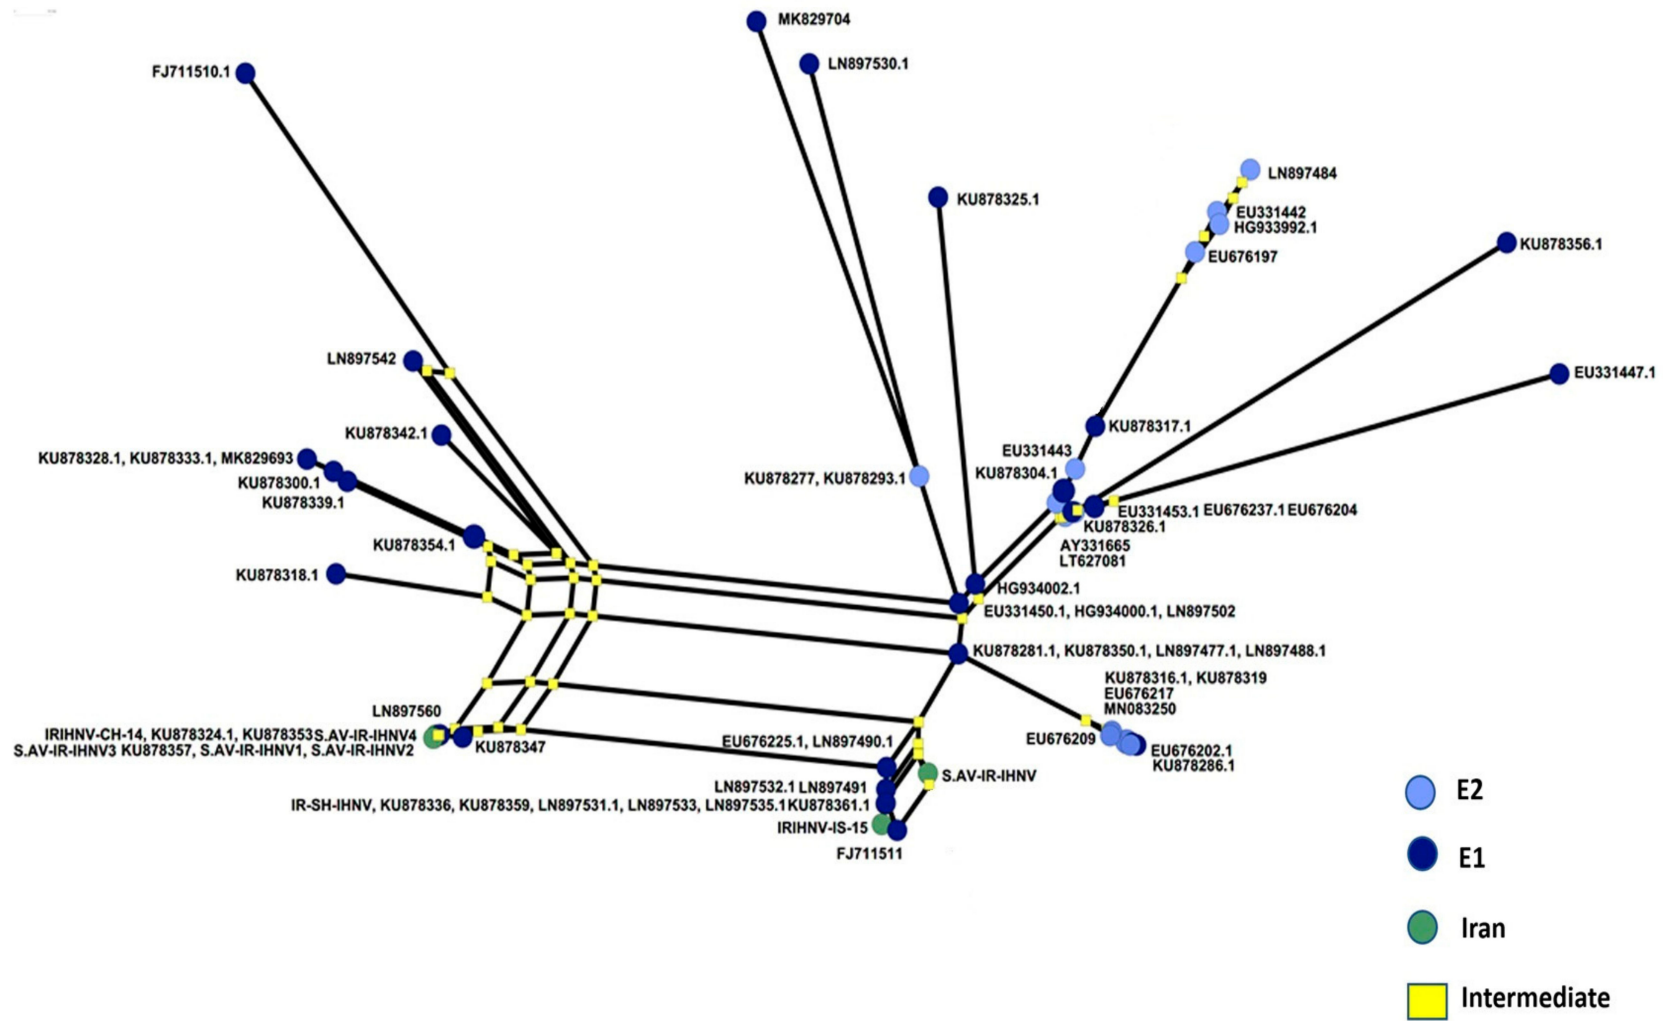 MK829704
LN897530.1
FJ711510.1
LN897484
KU878325.1
EU331442
HG933992.1
KU878356.1
EU676197
LN897542
EU331447.1
KU878342.1
KU878317.1
EU331443
KU878328.1, KU878333.1, MK829693
KU878304.1
KU878277, KU878293.1
KU878300.1
KU878339.1
EU331453.1 EU676237.1 EU676204
KU878326.1
KU878354.1
AY331665
LT627081
KU878318.1
HG934002.1
EU331450.1, HG934000.1, LN897502
KU878281.1, KU878350.1, LN897477.1, LN897488.1
KU878316.1, KU878319
EU676217
MN083250
LN897560
IRIHNV-CH-14, KU878324.1, KU878353S.AV-IR-IHNV4
S.AV-IR-IHNV3 KU878357, S.AV-IR-IHNV1, S.AV-IR-IHNV2
KU878347
EU676225.1, LN897490.1
EU676209
EU676202.1
KU878286.1
S.AV-IR-IHNV
LN897532.1 LN897491
IR-SH-IHNV, KU878336, KU878359, LN897531.1, LN897533, LN897535.1KU878361.1
IRIHNV-IS-15
FJ711511
E2
E1
Iran
Intermediate